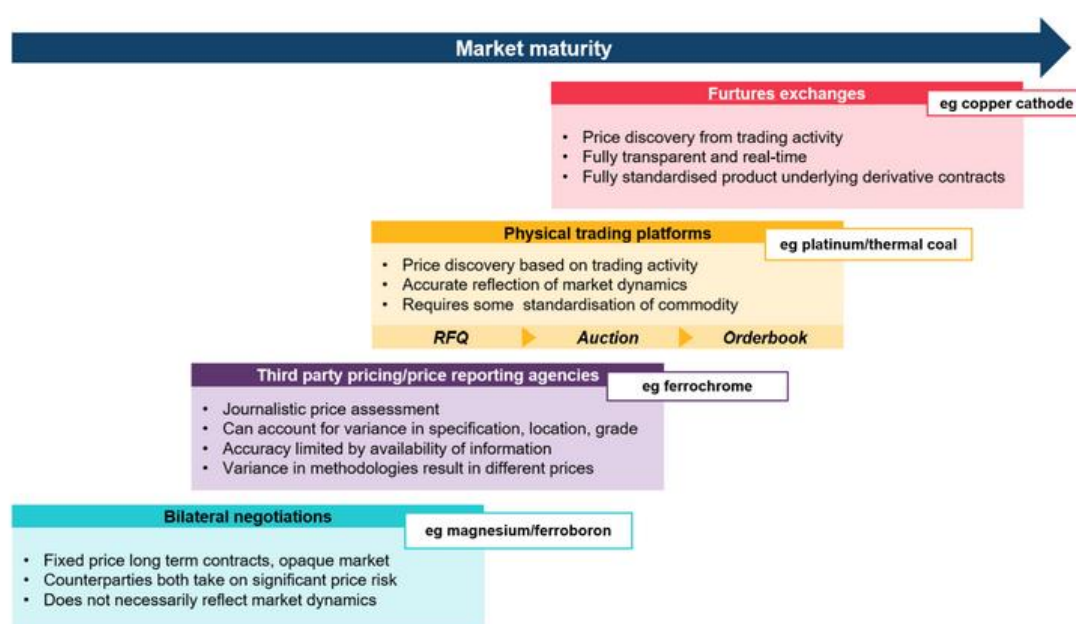 Market maturity
Furtures exchanges
eg copper cathode
• Price discovery from trading activity
• Fully transparent and real-time
• Fully standardised product underlying derivative contracts
Physical trading platforms
eg platinum/thermal coal
• Price discovery based on trading activity
• Accurate reflection of market dynamics
• Requires some standardisation of commodity
RFQ Auction Orderbook
Third party pricing/price reporting agencies
eg ferrochrome
• Journalistic price assessment
• Can account for variance in specification, location, grade
• Accuracy limited by availability of information
• Variance in methodologies result in different prices
Bilateral negotiations
eg magnesium/ferroboron
• Fixed price long term contracts, opaque market
• Counterparties both take on significant price risk
• Does not necessarily reflect market dynamics